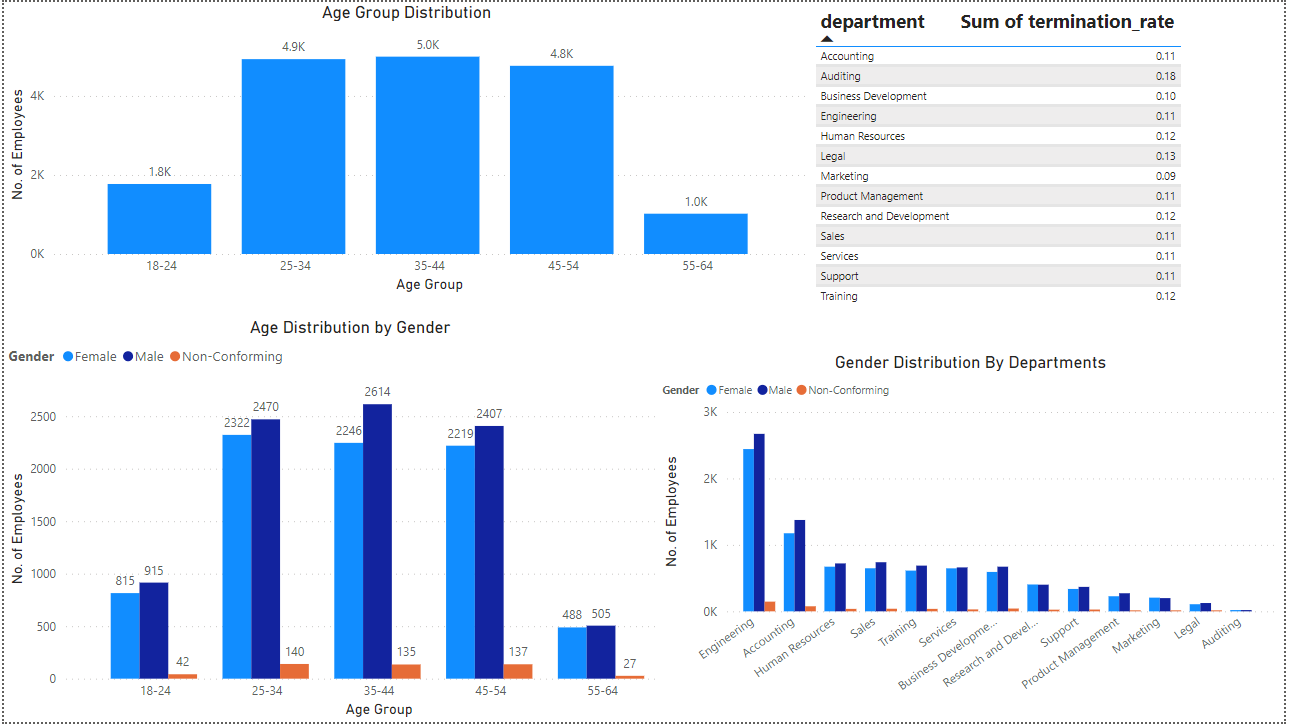 Age Group Distribution
No. of Employees
4K
2K
0K
1.8K
4.9K
5.0K
4.8K
1.0K
18-24
25-34
35-44
45-54
55-64
Age Group
department Sum of termination_rate
Accounting 0.11
Auditing 0.18
Business Development 0.10
Engineering 0.11
Human Resources 0.12
Legal 0.13
Marketing 0.09
Product Management 0.11
Research and Development 0.12
Sales 0.11
Services 0.11
Support 0.11
Training 0.12
Age Distribution by Gender
Gender Female Male Non-Conforming
No. of Employees
2500
2000
1500
1000
500
0
815
915
42
2322
2470
140
2246
2614
135
2219
2407
137
488
505
27
18-24
25-34
35-44
45-54
55-64
Age Group
Gender Distribution By Departments
Gender Female Male Non-Conforming
No. of Employees
3K
2K
1K
0K
Engineering
Accounting
Human Resources
Sales
Training
Services
Business Developme...
Research and Devel...
Support
Product Management
Marketing
Legal
Auditing